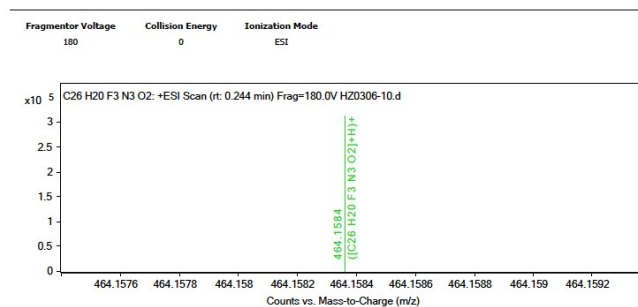 Fragmentor Voltage Collision Energy Ionization Mode
180 0 ESI
x10 5 C26 H20 F3 N3 O2: +ESI Scan (rt: 0.244 min) Frag=180.0V HZ0306-10.d
3
2.5
2
1.5
1
0.5
0
464.1584
([C26 H20 F3 N3 O2]+H)+
464.1576 464.1578 464.158 464.1582 464.1584 464.1586 464.1588 464.159 464.1592
Counts vs. Mass-to-Charge (m/z)